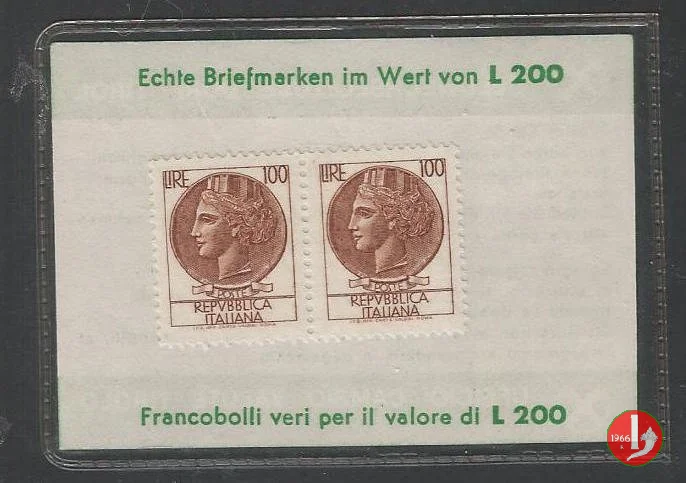 Echte Briefmarken im Wert von L 200
LIRE 100
POSTE
REPVBBLICA
ITALIANA
LIRE 100
POSTE
REPVBBLICA
ITALIANA
Francobolli veri per il valore di L 200
1966